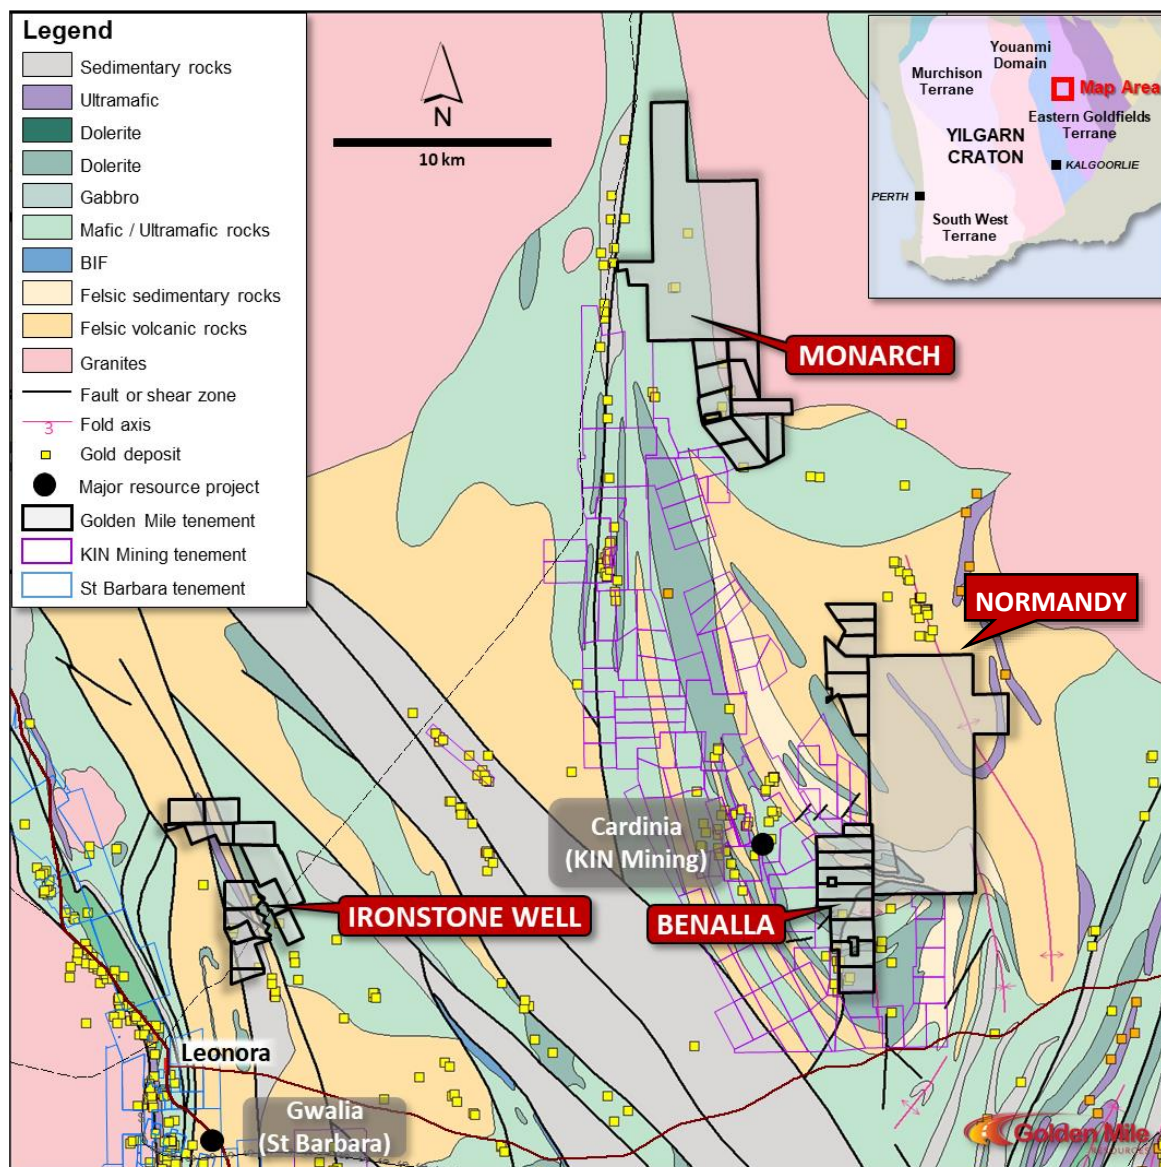 Legend
Sedimentary rocks
Ultramafic
Dolerite
Dolerite
Gabbro
Mafic / Ultramafic rocks
BIF
Felsic sedimentary rocks
Felsic volcanic rocks
Granites
Fault or shear zone
3 Fold axis
Gold deposit
Major resource project
Golden Mile tenement
KIN Mining tenement
St Barbara tenement
N
10 km
Youanmi
Domain
Murchison
Terrane
Map Area
Eastern Goldfields
Terrane
YILGARN
CRATON
KALGOORLIE
PERTH
South West
Terrane
MONARCH
NORMANDY
Cardinia
(KIN Mining)
BENALLA
IRONSTONE WELL
Leonora
Gwalia
(St Barbara)
Golden Mile
RESOURCES